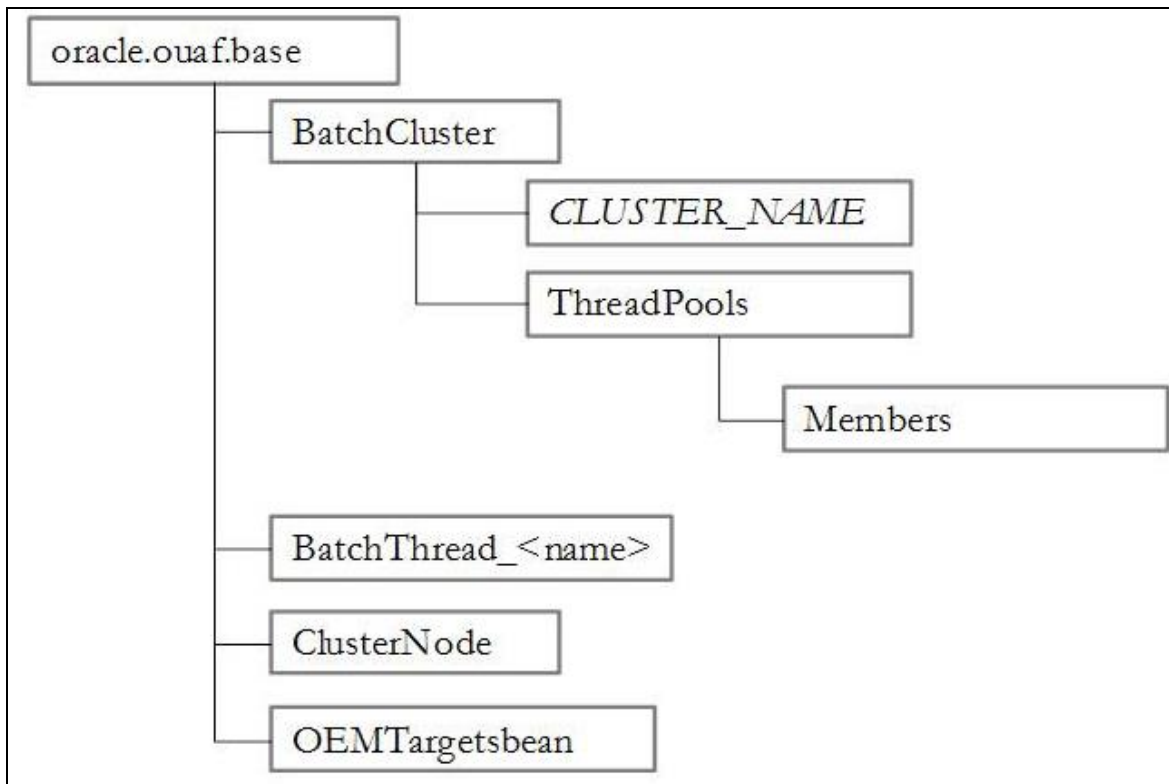 oracle.ouaf.base
BatchCluster
CLUSTER_NAME
ThreadPools
Members
BatchThread_<name>
ClusterNode
OEMTargetsbean